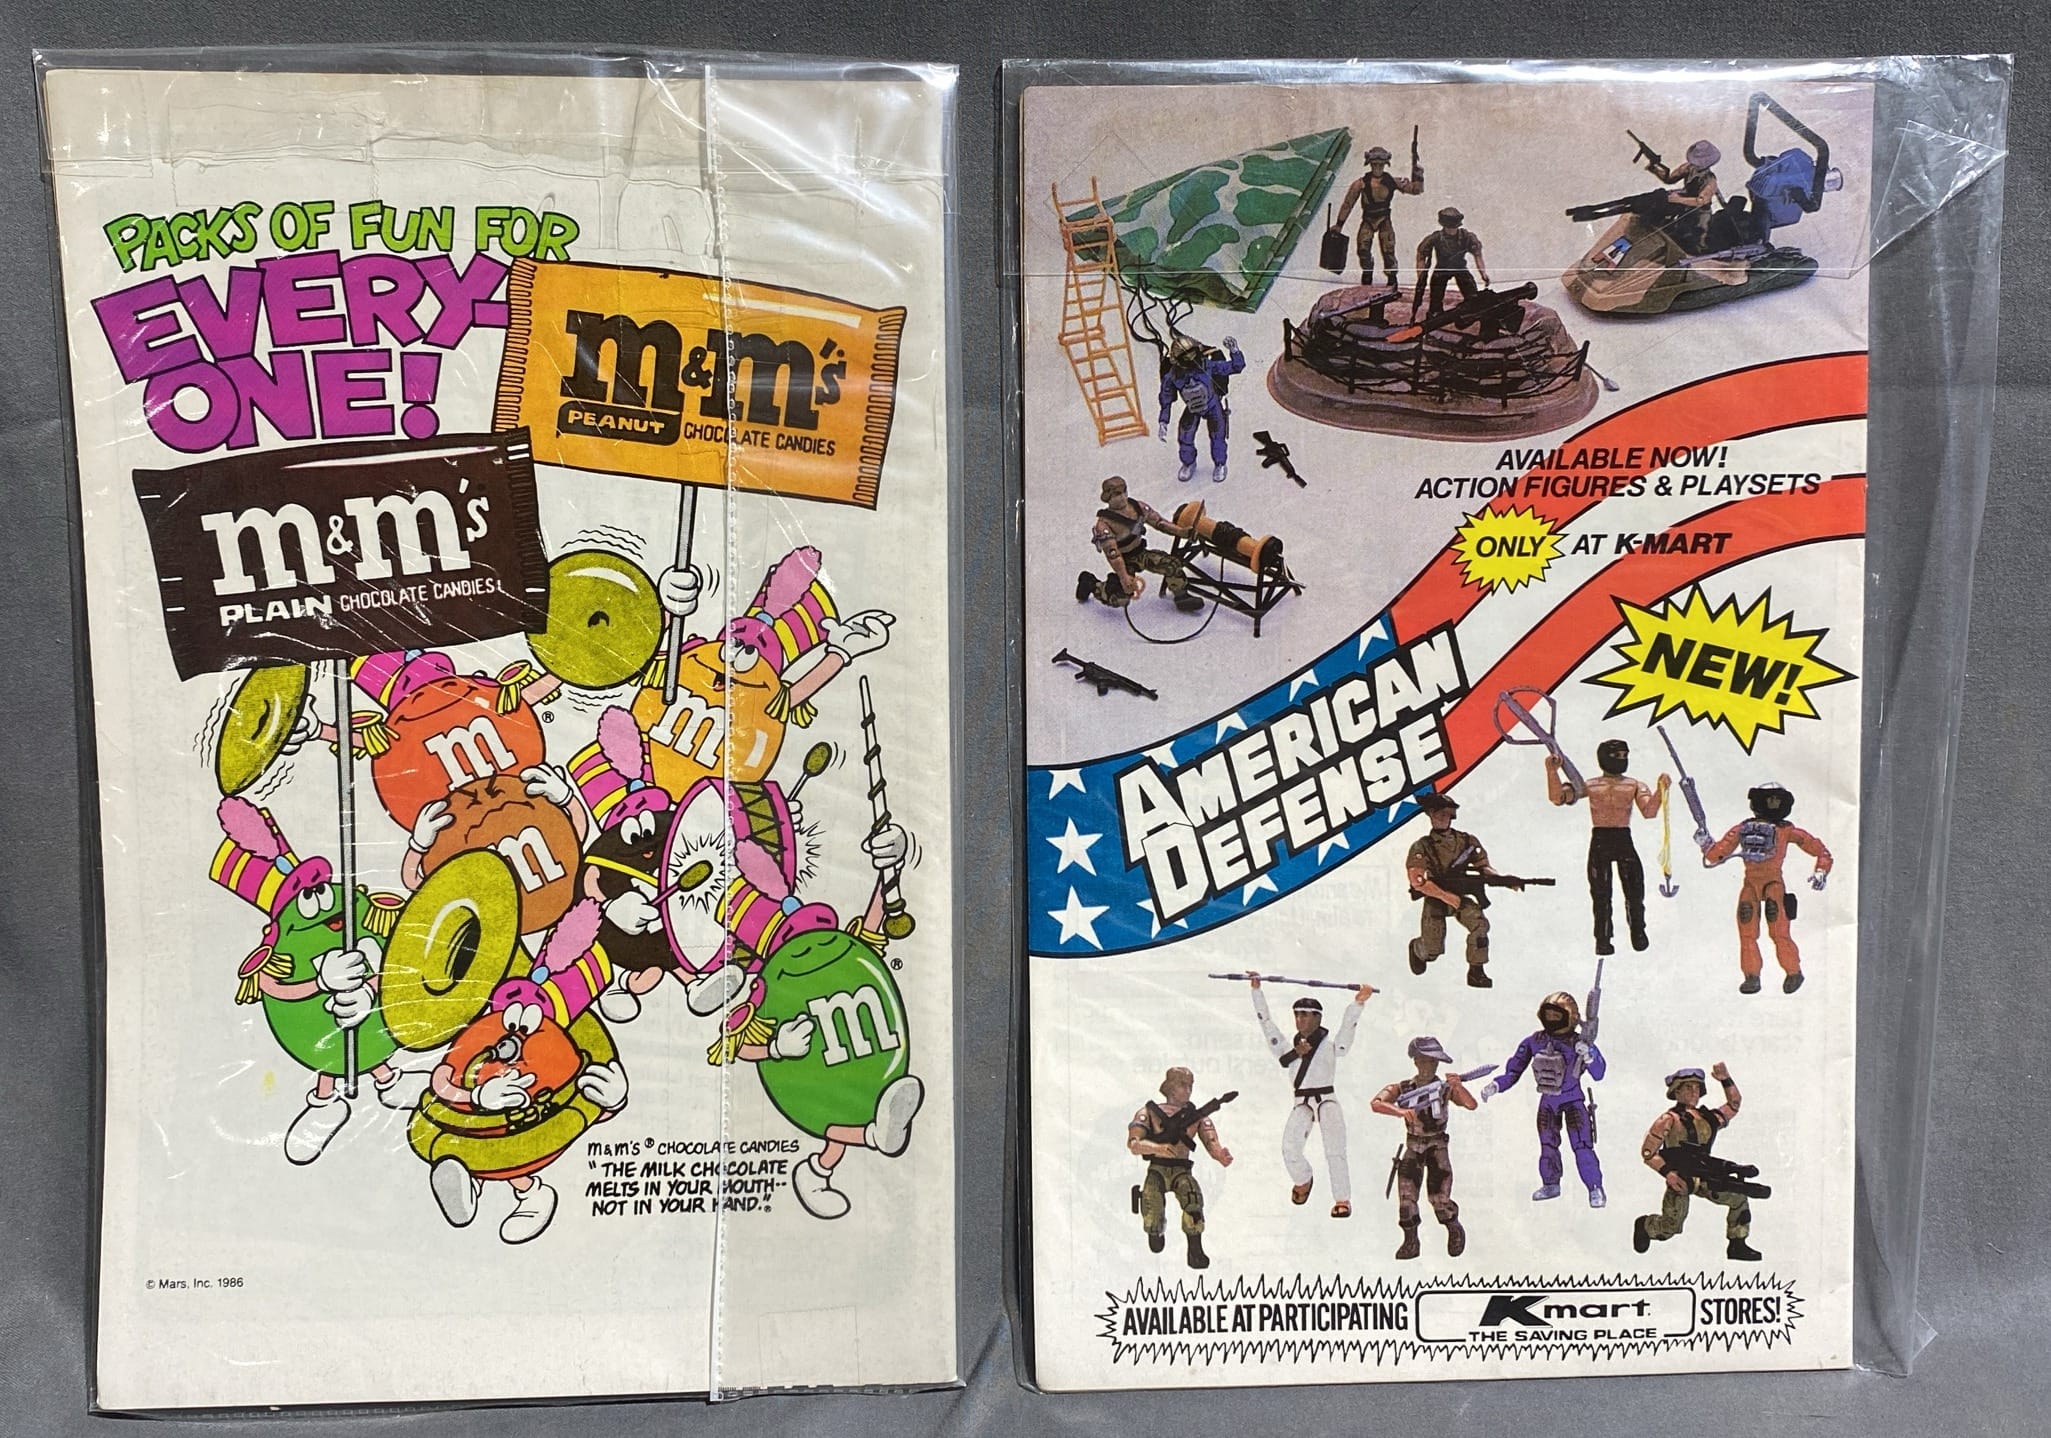 PACKS OF FUN FOR
EVERY-
ONE!
m&m's
PEANUT CHOCOLATE CANDIES
m&m's
PLAIN CHOCOLATE CANDIES
®
m
m
m
m
®
m&m's® CHOCOLATE CANDIES
"THE MILK CHOCOLATE
MELTS IN YOUR MOUTH--
NOT IN YOUR HAND."®
© Mars, Inc. 1986
AVAILABLE NOW!
ACTION FIGURES & PLAYSETS
ONLY AT K-MART
NEW!
AMERICAN
DEFENSE
AVAILABLE AT PARTICIPATING Kmart STORES!
THE SAVING PLACE